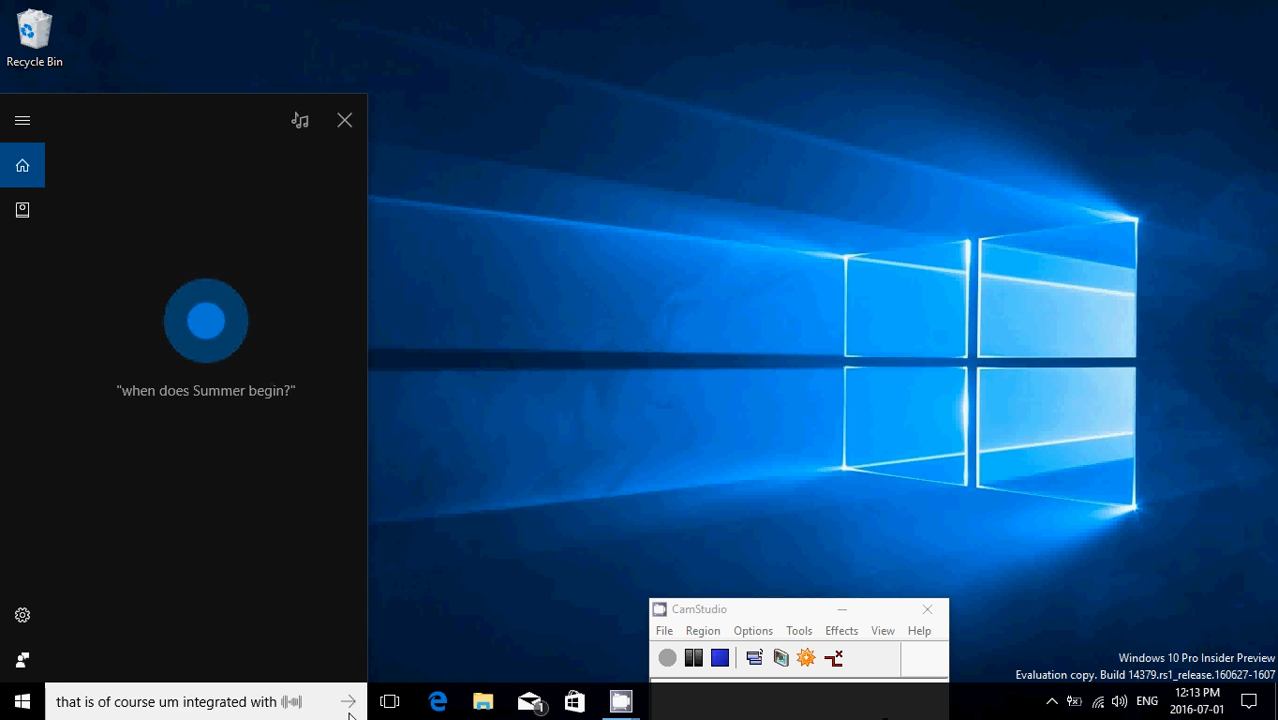 Recycle Bin
"when does Summer begin?"
CamStudio
File Region Options Tools Effects View Help
Windows 10 Pro Insider Preview
Evaluation copy. Build 14379.rs1_release.160627-1607
that is of course um integrated with
1
ENG
12:13 PM
2016-07-01